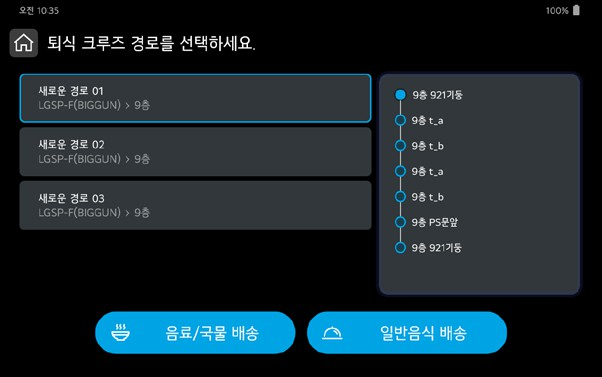 오전 10:35
100%
퇴식 크루즈 경로를 선택하세요.
새로운 경로 01
LGSP-F(BIGGUN) > 9층
새로운 경로 02
LGSP-F(BIGGUN) > 9층
새로운 경로 03
LGSP-F(BIGGUN) > 9층
9층 921기둥
9층 t_a
9층 t_b
9층 t_a
9층 t_b
9층 PS문앞
9층 921기둥
음료/국물 배송
일반음식 배송